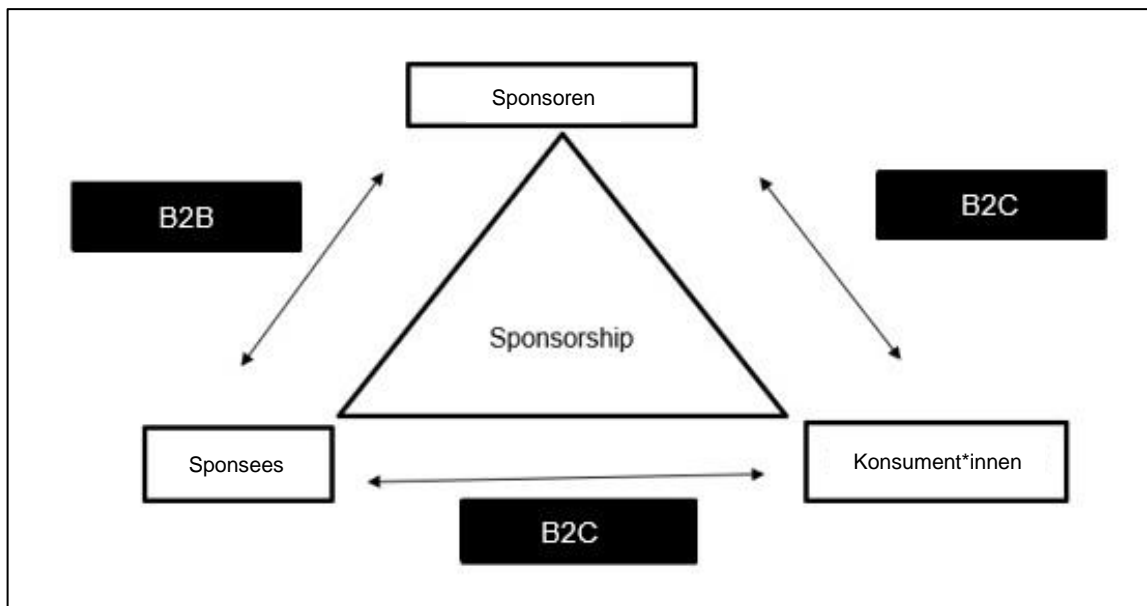 Sponsoren
B2B
B2C
Sponsorship
Sponsees
Konsument*innen
B2C